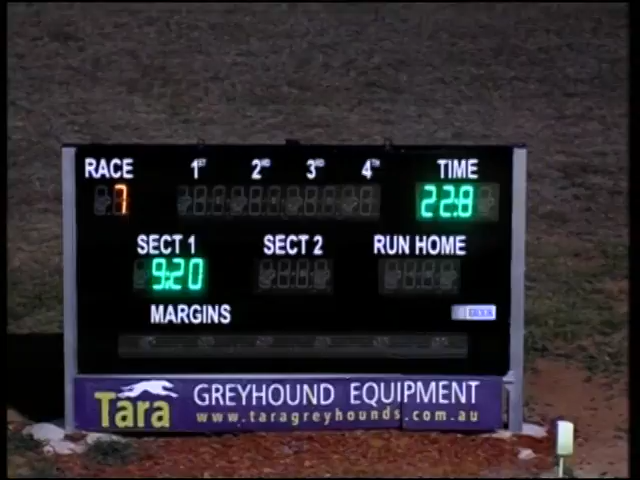 RACE 1ST 2ND 3RD 4TH TIME
7 22:8
SECT 1 SECT 2 RUN HOME
9:20
MARGINS
Tara GREYHOUND EQUIPMENT
www.taragreyhounds.com.au